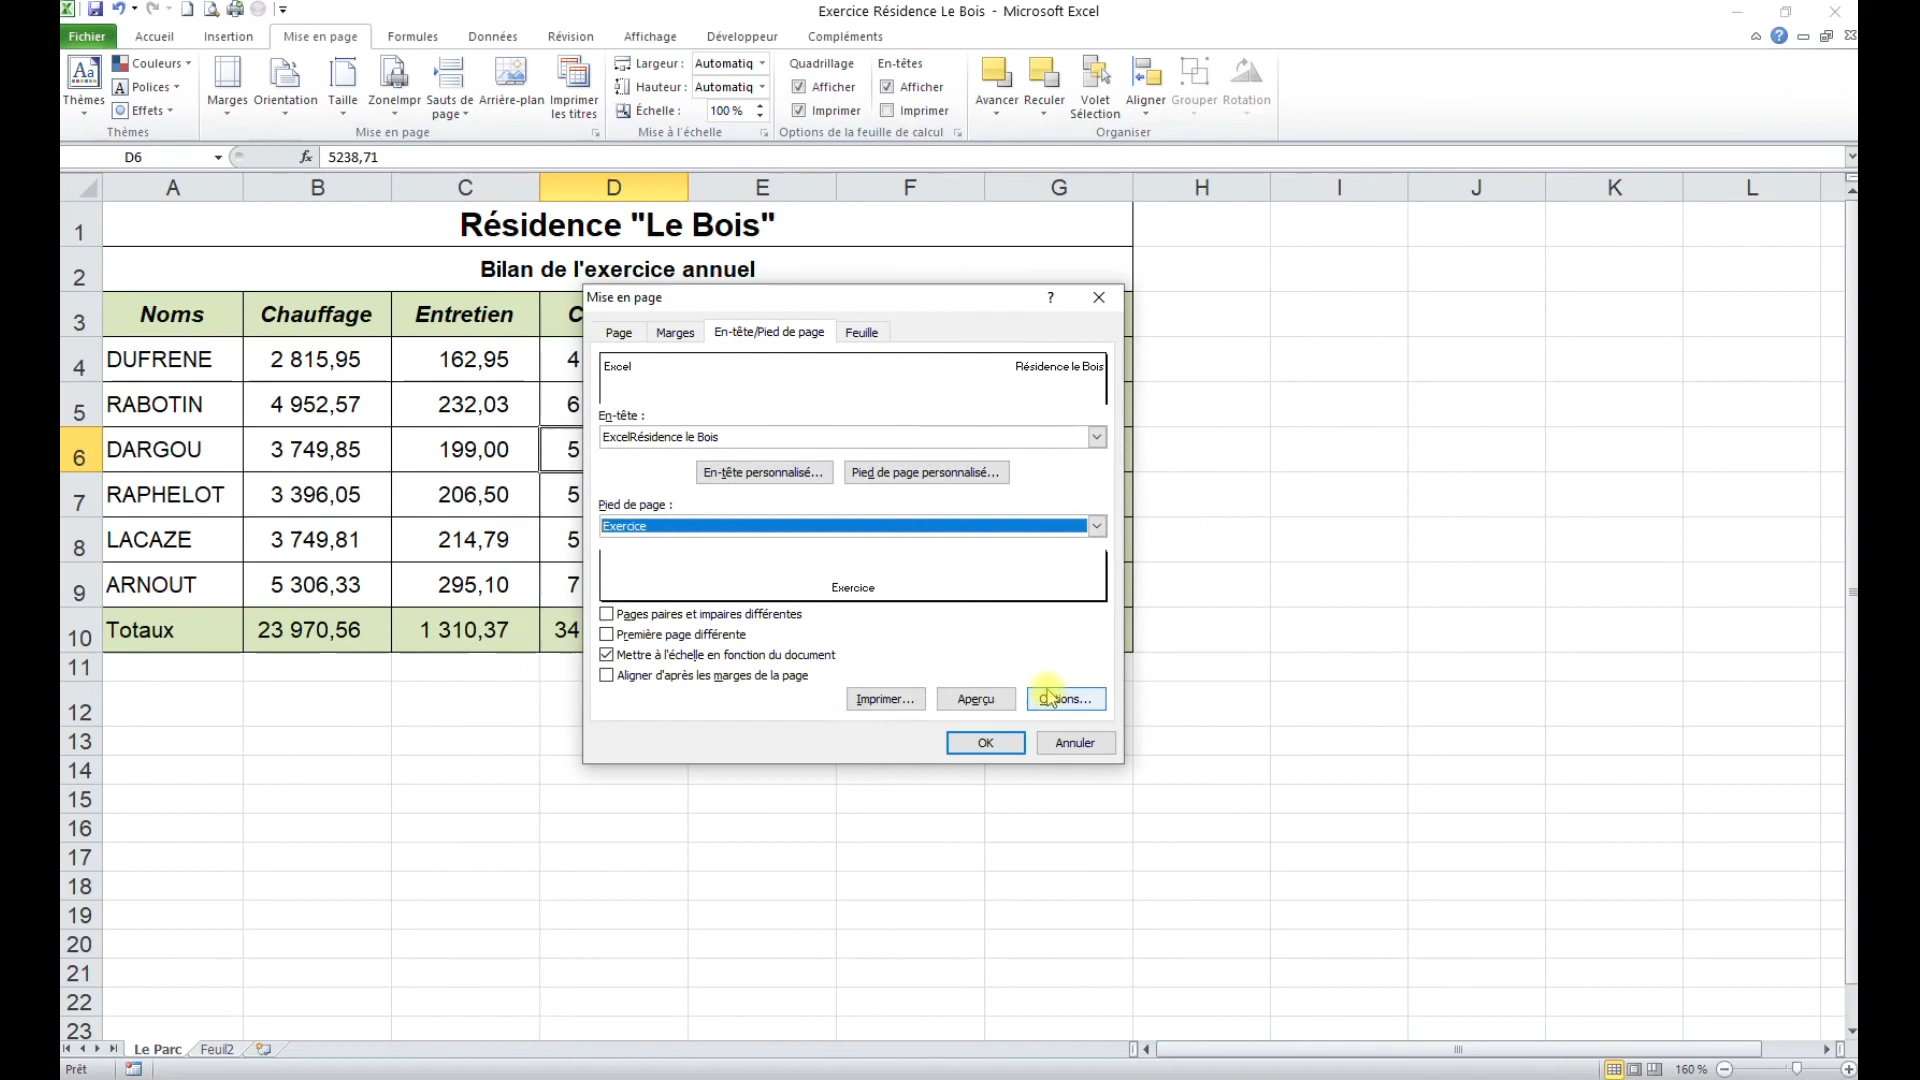 Exercice Résidence Le Bois - Microsoft Excel
Fichier Accueil Insertion Mise en page Formules Données Révision Affichage Développeur Compléments
Thèmes
Couleurs
Polices
Effets
Thèmes
Marges Orientation Taille ZoneImpr Sauts de page Arrière-plan Imprimer les titres
Mise en page
Largeur : Automatiq
Hauteur : Automatiq
Échelle : 100 %
Mise à l'échelle
Quadrillage En-têtes
Afficher Afficher
Imprimer Imprimer
Options de la feuille de calcul
Avancer Reculer Volet Sélection Aligner Grouper Rotation
Organiser
D6 fx 5238,71
A B C D E F G H I J K L
1 Résidence "Le Bois"
2 Bilan de l'exercice annuel
3 Noms Chauffage Entretien C
4 DUFRENE 2 815,95 162,95 4
5 RABOTIN 4 952,57 232,03 6
6 DARGOU 3 749,85 199,00 5
7 RAPHELOT 3 396,05 206,50 5
8 LACAZE 3 749,81 214,79 5
9 ARNOUT 5 306,33 295,10 7
10 Totaux 23 970,56 1 310,37 34
11
12
13
14
15
16
17
18
19
20
21
22
23
Mise en page ?
Page Marges En-tête/Pied de page Feuille
Excel Résidence le Bois
En-tête :
ExcelRésidence le Bois
En-tête personnalisé... Pied de page personnalisé...
Pied de page :
Exercice
Exercice
Pages paires et impaires différentes
Première page différente
Mettre à l'échelle en fonction du document
Aligner d'après les marges de la page
Imprimer... Aperçu Options...
OK Annuler
Le Parc Feuil2
Prêt 160 %